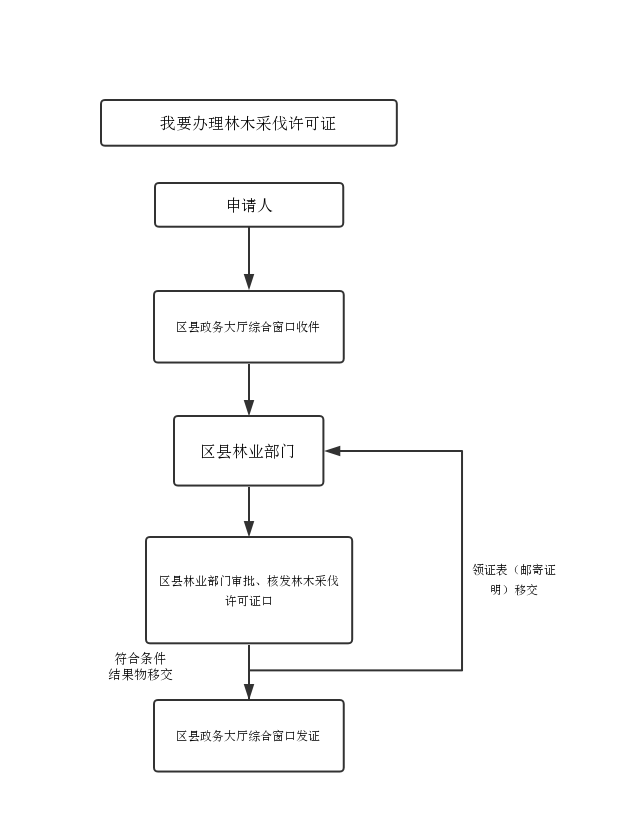 我要办理林木采伐许可证
申请人
区县政务大厅综合窗口收件
区县林业部门
区县林业部门审批、核发林木采伐
许可证口
领证表（邮寄证
明）移交
符合条件
结果物移交
区县政务大厅综合窗口发证